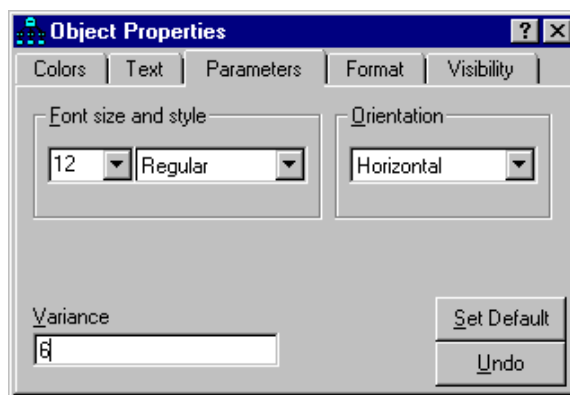 Object Properties
Colors Text Parameters Format Visibility
Font size and style Orientation
12 Regular Horizontal
Variance Set Default
6 Undo